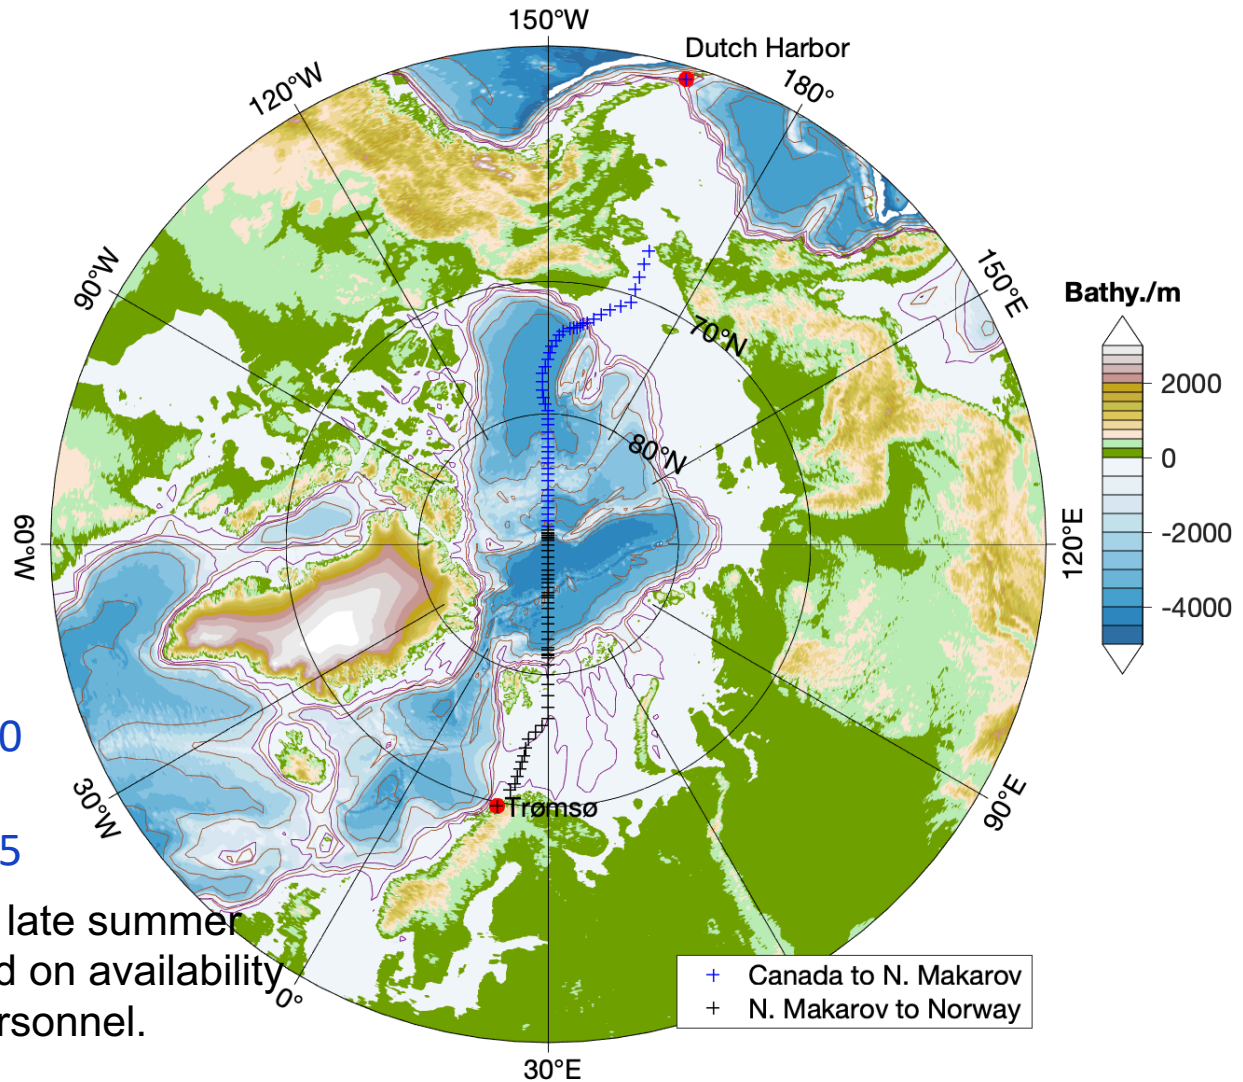 150°W
Dutch Harbor
120°W
180°
90°W
150°E
Bathy./m
70°N
2000
80°N
0
-2000
60°W
120°E
-4000
0
30°W
90°E
Trømsø
5
late summer
d on availability
0°
rsonnel.
+ Canada to N. Makarov
+ N. Makarov to Norway
30°E